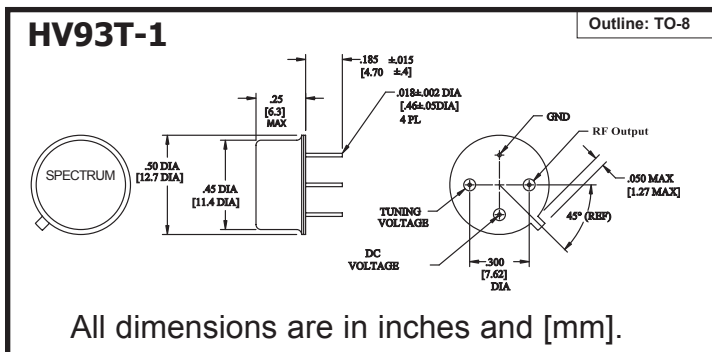 HV93T-1
Outline: TO-8
.185 ±.015
[4.70 ±.4]
.018±.002 DIA
[.46±.05DIA]
4 PL
.25
[6.3]
MAX
GND
RF Output
SPECTRUM
.50 DIA
[12.7 DIA]
.45 DIA
[11.4 DIA]
.050 MAX
[1.27 MAX]
TUNING
VOLTAGE
45° (REF)
DC
VOLTAGE
.300
[7.62]
DIA
All dimensions are in inches and [mm].